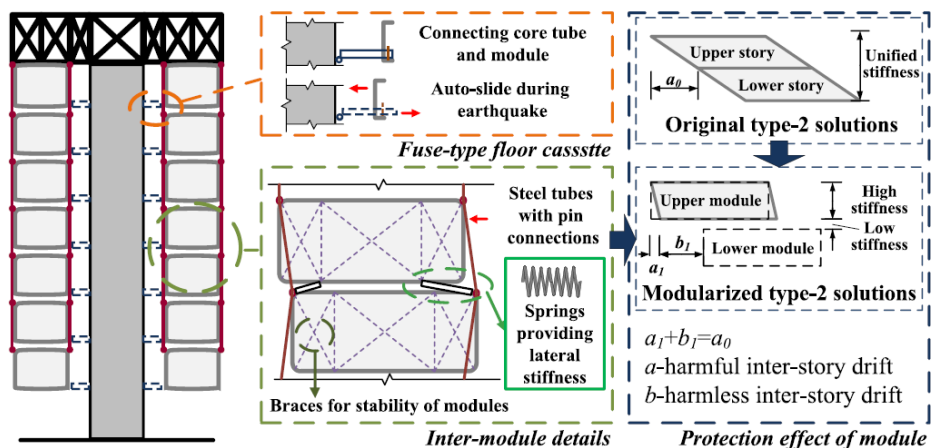 Connecting core tube
and module
Auto-slide during
earthquake
Fuse-type floor cassstte
Steel tubes
with pin
connections
Springs
providing
lateral
stiffness
Braces for stability of modules
Inter-module details
Upper story
Lower story
a0
Unified
stiffness
Original type-2 solutions
Upper module
Lower module
High
stiffness
Low
stiffness
a1
b1
Modularized type-2 solutions
a1+b1=a0
a-harmful inter-story drift
b-harmless inter-story drift
Protection effect of module